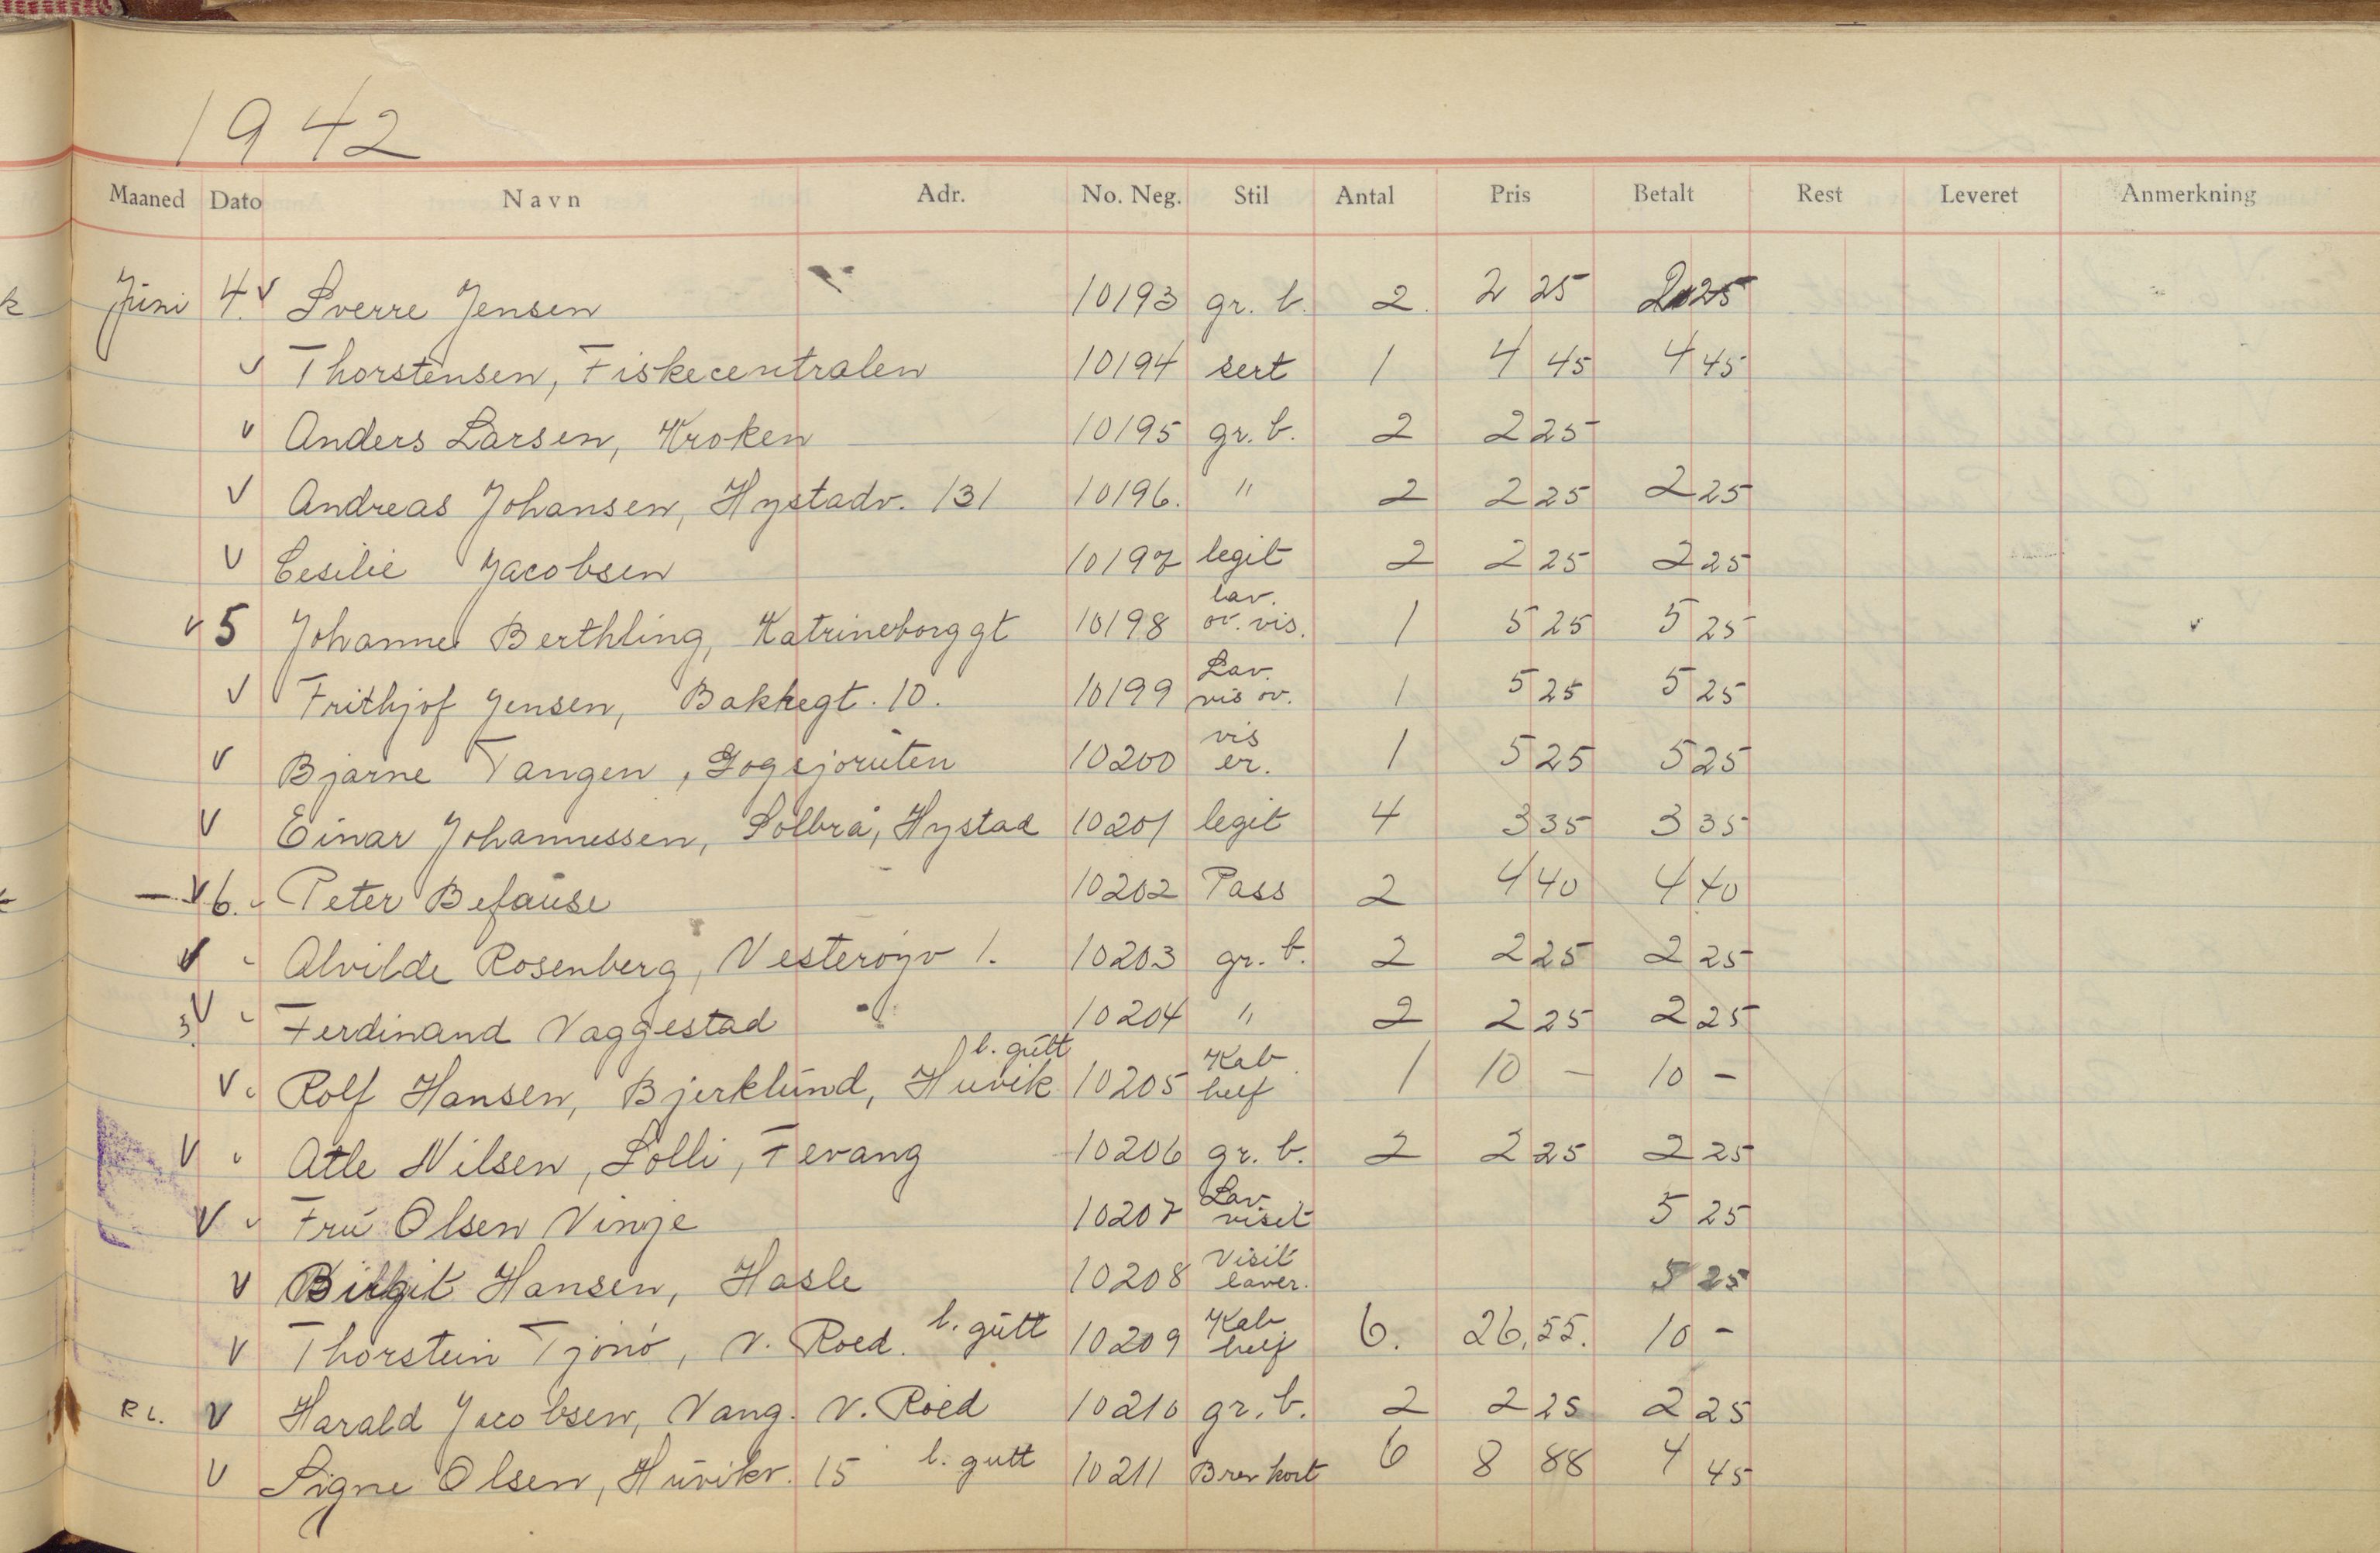 1942
Maaned Dato Navn Adr. No. Neg. Stil Antal Pris Betalt Rest Leveret Anmerkning
Juni 4. v Sverre Jensen 10193 gr. b. 2. 2 25 2 25
v Thorstensen, Fiskecentralen 10194 sert 1 4 45 4 45
v Anders Larsen, Kroken 10195 gr. b. 2 2 25
v Andreas Johansen, Hystadv. 131 10196. " 2 2 25 2 25
v Cesilie Jacobsen 10197 legit 2 2 25 2 25
v 5 Johanne Berthling, Katrineborggt 10198 lav. ov. vis. 1 5 25 5 25
v Frithjof Jensen, Bakkegt. 10. 10199 Lav. vis ov. 1 5 25 5 25
v Bjarne Tangen, 10200 vis er. 1 5 25 5 25
v Einar Johannessen, Solbrå, Hystad 10201 legit 4 3 35 3 35
— v 6. Peter Befause 10202 Pass 2 4 40 4 40
v Alvilde Rosenberg, Vesterøyv 1. 10203 gr. b. 2 2 25 2 25
3. v Ferdinand Vaggestad 10204 " 2 2 25 2 25
v Rolf Hansen, Bjerklund, Huvik l. gutt 10205 Kab helf 1 10 – 10 –
v Atle Nilsen, Solli, Tevang 10206 gr. b. 2 2 25 2 25
v Fru Olsen Vinje 10207 Lav. visit 5 25
v Birgit Hansen, Hasle 10208 Visit laver. 5 25
v Thorstein Tjønö, N. Roed. l. gutt 10209 Kab helf 6. 26,55. 10 –
R L. v Harald Jacobsen, Vang. N. Roed 10210 gr. b. 2 2 25 2 25
v Signe Olsen, Huvikv. 15 l. gutt 10211 Brevkort 6 8 88 4 45